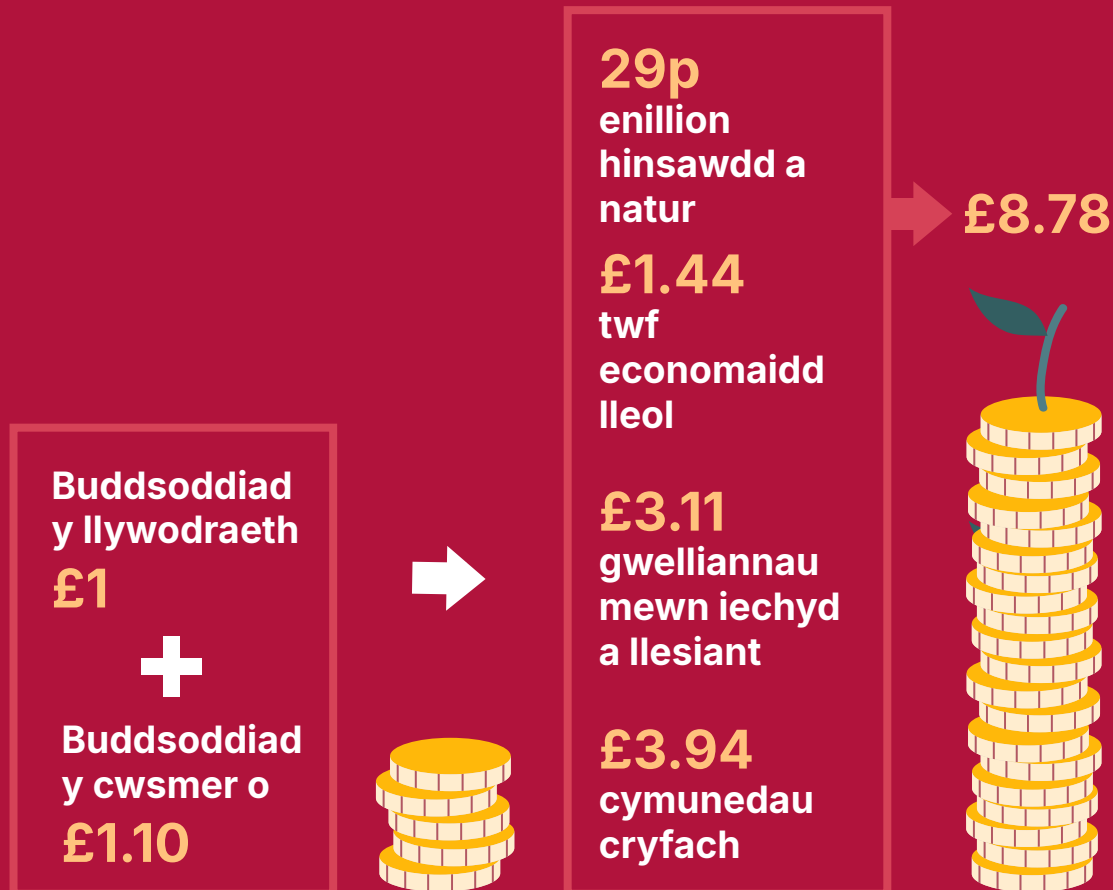 Buddsoddiad
y llywodraeth
£1
+
Buddsoddiad
y cwsmer o
£1.10
29p
enillion
hinsawdd a
natur
£1.44
twf
economaidd
lleol
£3.11
gwelliannau
mewn iechyd
a llesiant
£3.94
cymunedau
cryfach
£8.78